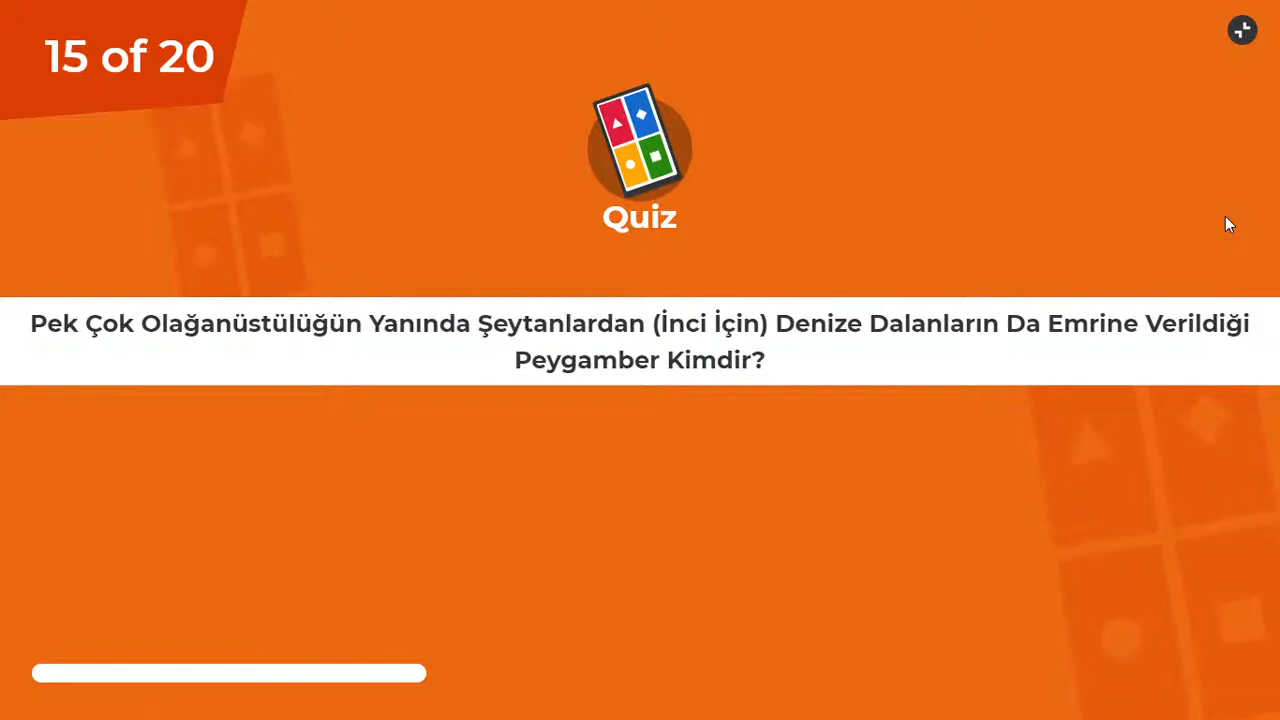 15 of 20
Quiz
Pek Çok Olağanüstülüğün Yanında Şeytanlardan (İnci İçin) Denize Dalanların Da Emrine Verildiği
Peygamber Kimdir?